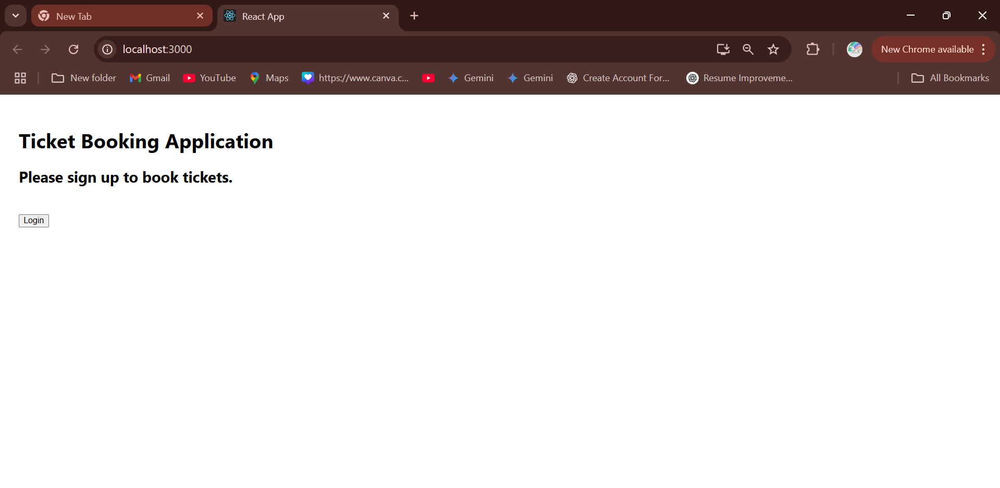 New Tab
React App
localhost:3000
New Chrome available
New folder
Gmail
YouTube
Maps
https://www.canva.c...
Gemini
Gemini
Create Account For...
Resume Improveme...
All Bookmarks
Ticket Booking Application
Please sign up to book tickets.
Login